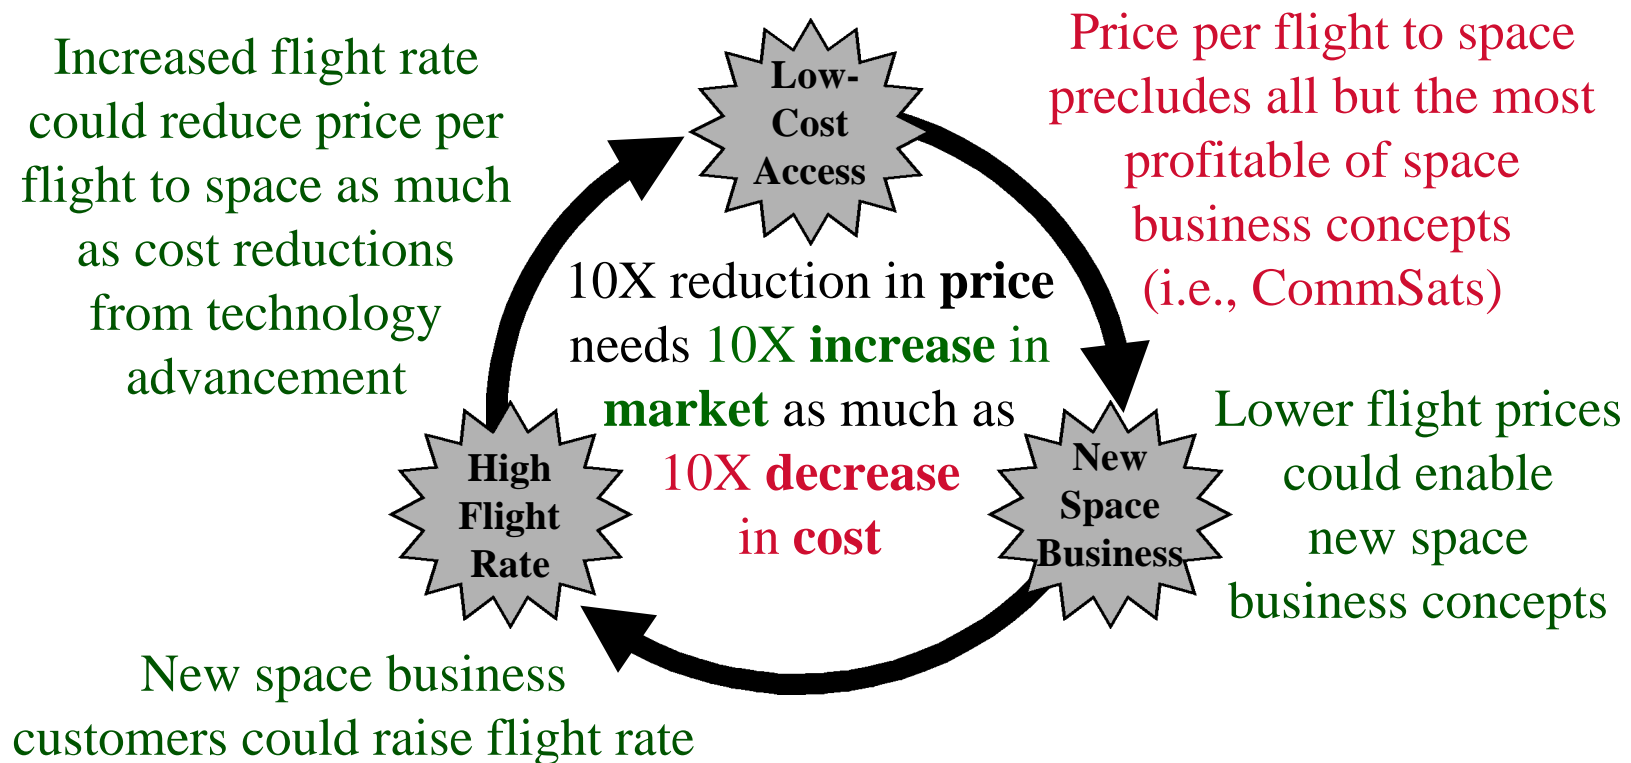 Increased flight rate
could reduce price per
flight to space as much
as cost reductions
from technology
advancement
Low-
Cost
Access
Price per flight to space
precludes all but the most
profitable of space
business concepts
(i.e., CommSats)
10X reduction in price
needs 10X increase in
market as much as
10X decrease
in cost
High
Flight
Rate
New
Space
Business
Lower flight prices
could enable
new space
business concepts
New space business
customers could raise flight rate